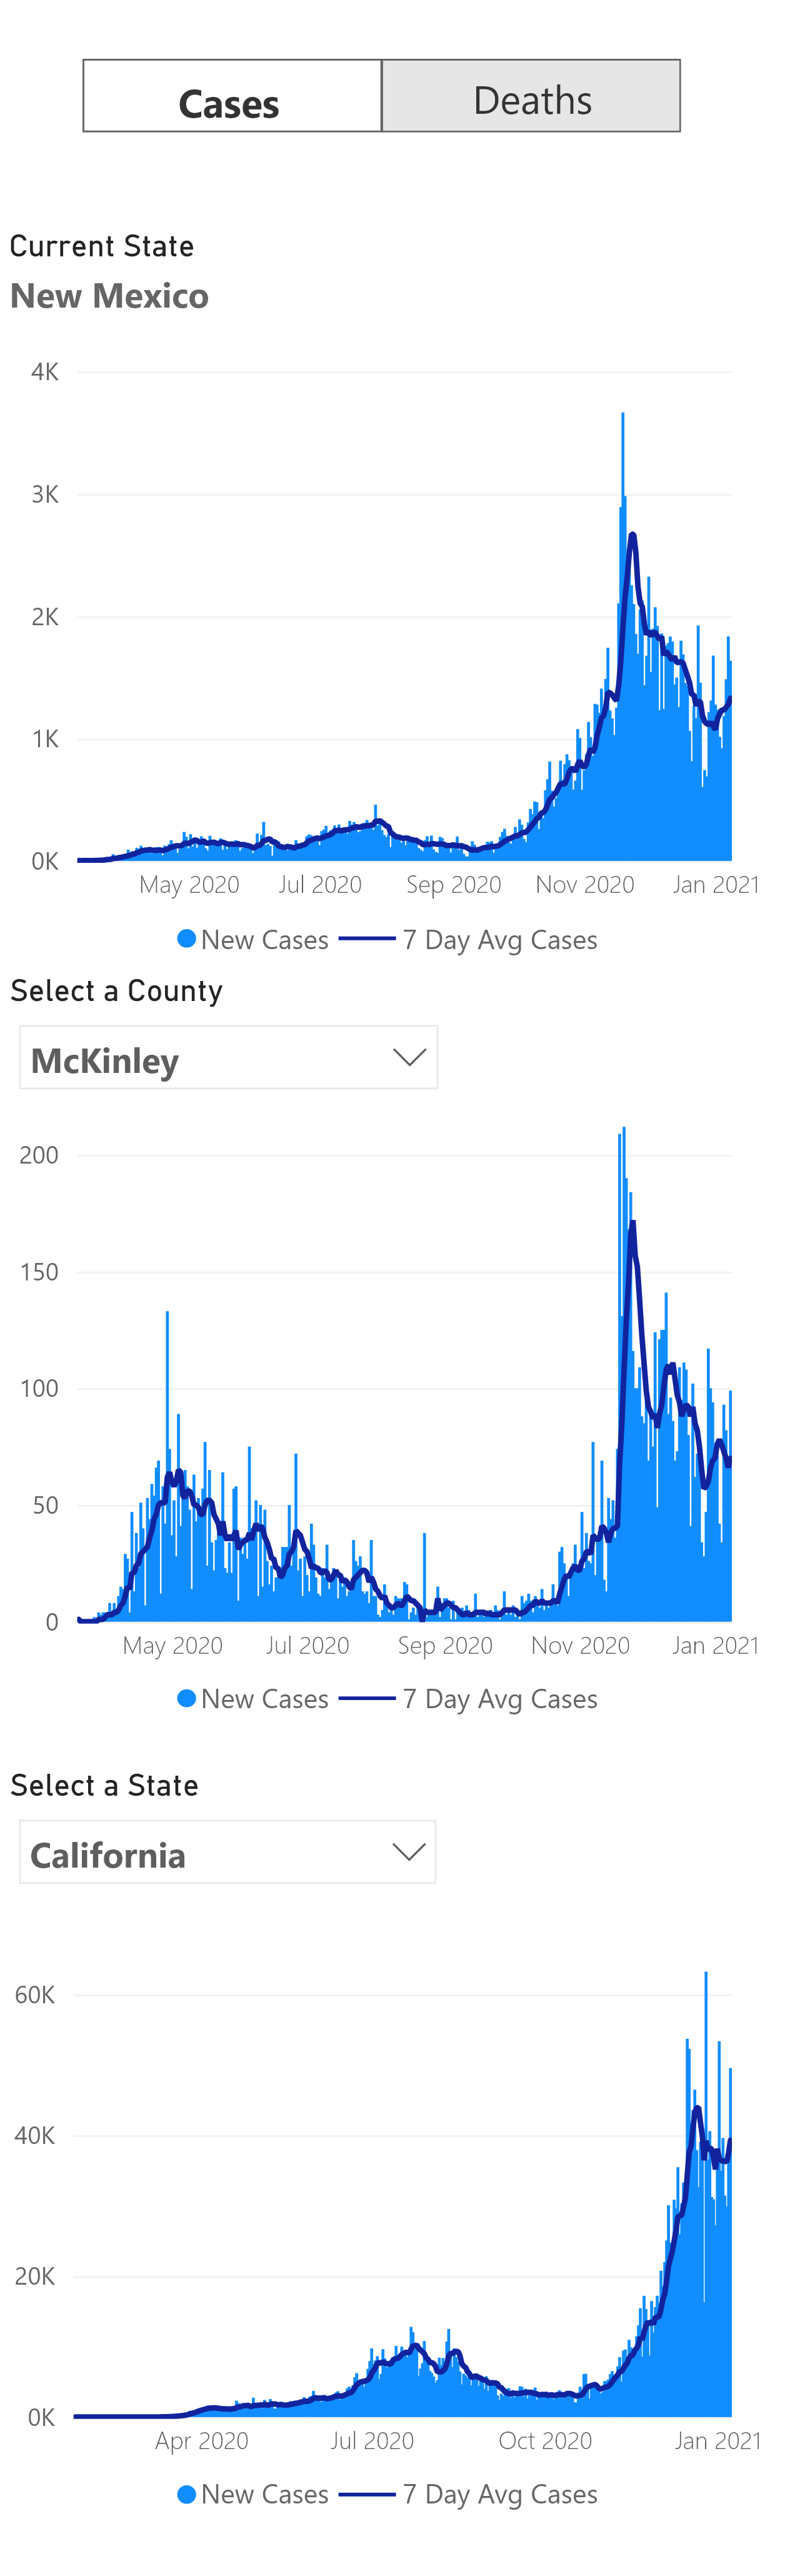 Cases Deaths
Current State
New Mexico
4K
3K
2K
1K
0K
May 2020 Jul 2020 Sep 2020 Nov 2020 Jan 2021
New Cases 7 Day Avg Cases
Select a County
McKinley
200
150
100
50
0
May 2020 Jul 2020 Sep 2020 Nov 2020 Jan 2021
New Cases 7 Day Avg Cases
Select a State
California
60K
40K
20K
0K
Apr 2020 Jul 2020 Oct 2020 Jan 2021
New Cases 7 Day Avg Cases